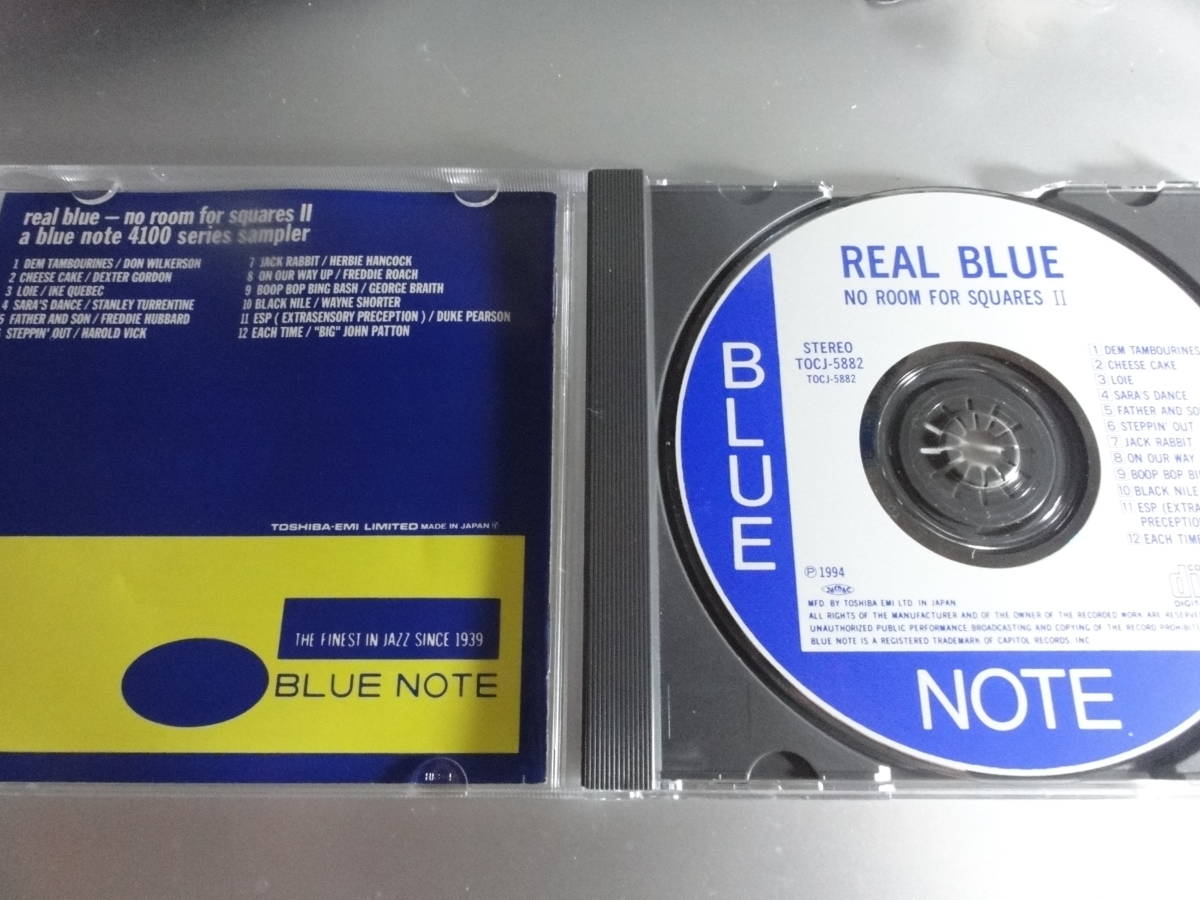 real blue — no room for squares II
a blue note 4100 series sampler
1 DEM TAMBOURINES / DON WILKERSON
2 CHEESE CAKE / DEXTER GORDON
3 LOIE / IKE QUEBEC
4 SARA'S DANCE / STANLEY TURRENTINE
5 FATHER AND SON / FREDDIE HUBBARD
STEPPIN' OUT / HAROLD VICK
7 JACK RABBIT / HERBIE HANCOCK
8 ON OUR WAY UP / FREDDIE ROACH
9 BOOP BOP BING BASH / GEORGE BRAITH
10 BLACK NILE / WAYNE SHORTER
11 ESP ( EXTRASENSORY PRECEPTION ) / DUKE PEARSON
12 EACH TIME / "BIG" JOHN PATTON
TOSHIBA-EMI LIMITED MADE IN JAPAN
THE FINEST IN JAZZ SINCE 1939
BLUE NOTE
REAL BLUE
NO ROOM FOR SQUARES II
BLUE
STEREO
TOCJ-5882
TOCJ-5882
1 DEM TAMBOURINES
2 CHEESE CAKE
3 LOIE
4 SARA'S DANCE
5 FATHER AND SO
6 STEPPIN' OUT
7 JACK RABBIT
8 ON OUR WAY
9 BOOP BOP BI
10 BLACK NILE
11 ESP (EXTRA
PRECEPTIO
12 EACH TIME
Ⓟ 1994
JASRAC
MFD. BY TOSHIBA EMI LTD. IN JAPAN
ALL RIGHTS OF THE MANUFACTURER AND OF THE OWNER OF THE RECORDED WORK ARE RESERVE
UNAUTHORIZED PUBLIC PERFORMANCE BROADCASTING AND COPYING OF THE RECORD PROHIBITE
BLUE NOTE IS A REGISTERED TRADEMARK OF CAPITOL RECORDS, INC
NOTE